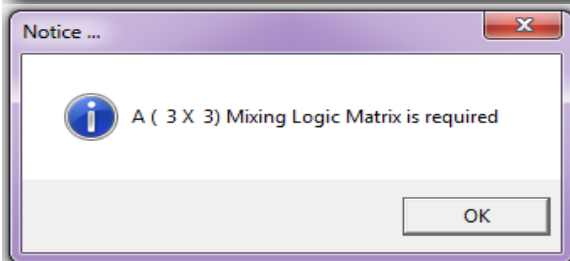 Notice ...
A ( 3 X 3) Mixing Logic Matrix is required
OK